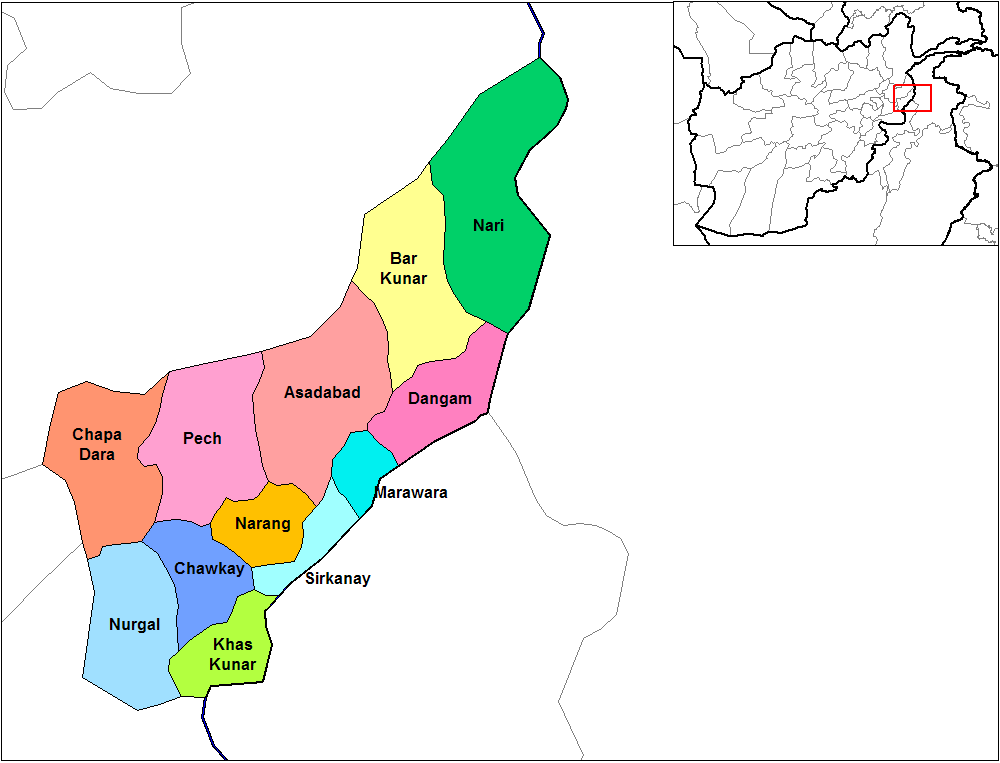 Nari
Bar
Kunar
Asadabad
Dangam
Chapa
Dara
Pech
Marawara
Narang
Chawkay
Sirkanay
Nurgal
Khas
Kunar